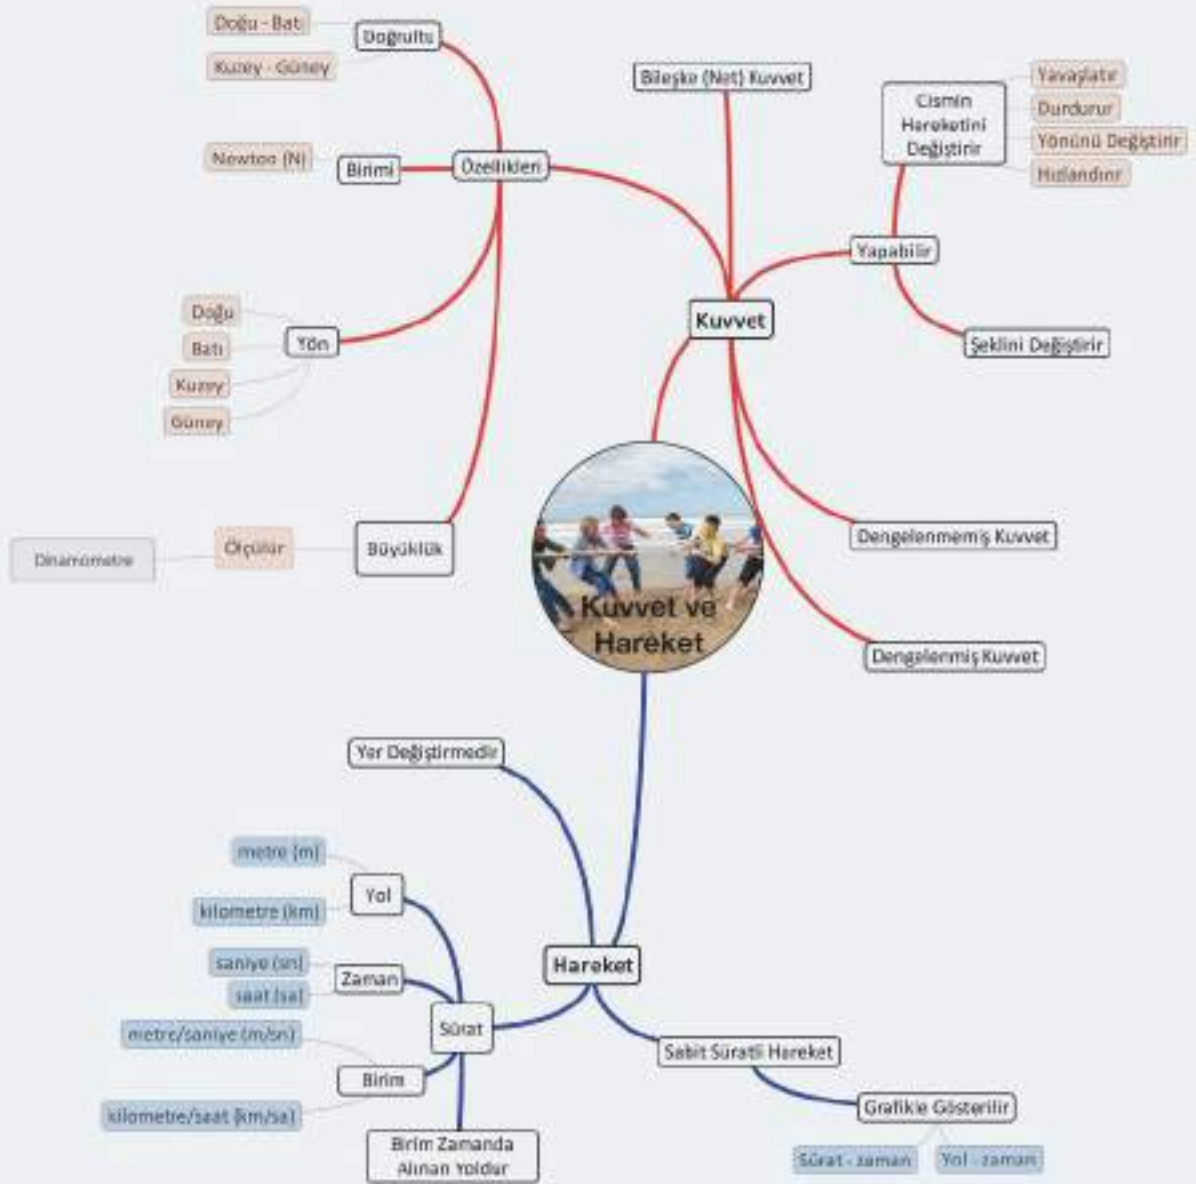 Doğrultu
Doğu - Batı
Kuzey - Güney
Özellikleri
Birimi
Newton (N)
Yön
Doğu
Batı
Kuzey
Güney
Büyüklük
Ölçülür
Dinamometre
Bileşke (Net) Kuvvet
Kuvvet
Yapabilir
Cismin
Hareketini
Değiştirir
Yavaşlatır
Durdurur
Yönünü Değiştirir
Hızlandırır
Şeklini Değiştirir
Dengelenmemiş Kuvvet
Dengelenmiş Kuvvet
Kuvvet ve
Hareket
Yer Değiştirmedir
Hareket
Sürat
Yol
metre (m)
kilometre (km)
Zaman
saniye (sn)
saat (sa)
Birim
metre/saniye (m/sn)
kilometre/saat (km/sa)
Birim Zamanda
Alınan Yoldur
Sabit Süratli Hareket
Grafikle Gösterilir
Sürat - zaman
Yol - zaman